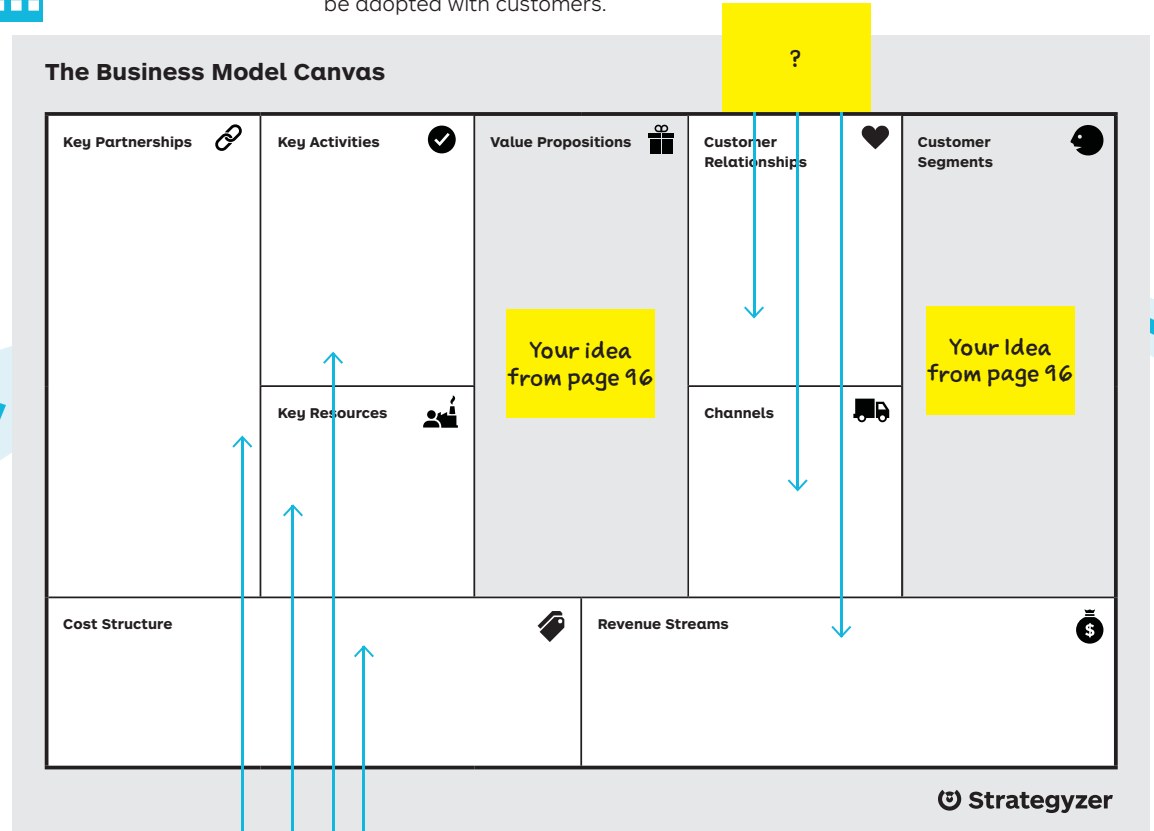 be adopted with customers.
?
The Business Model Canvas
Key Partnerships
Key Activities
Value Propositions
Customer
Relationships
Customer
Segments
Your idea
from page 96
Your Idea
from page 96
Key Resources
Channels
Cost Structure
$
Revenue Streams
Strategyzer